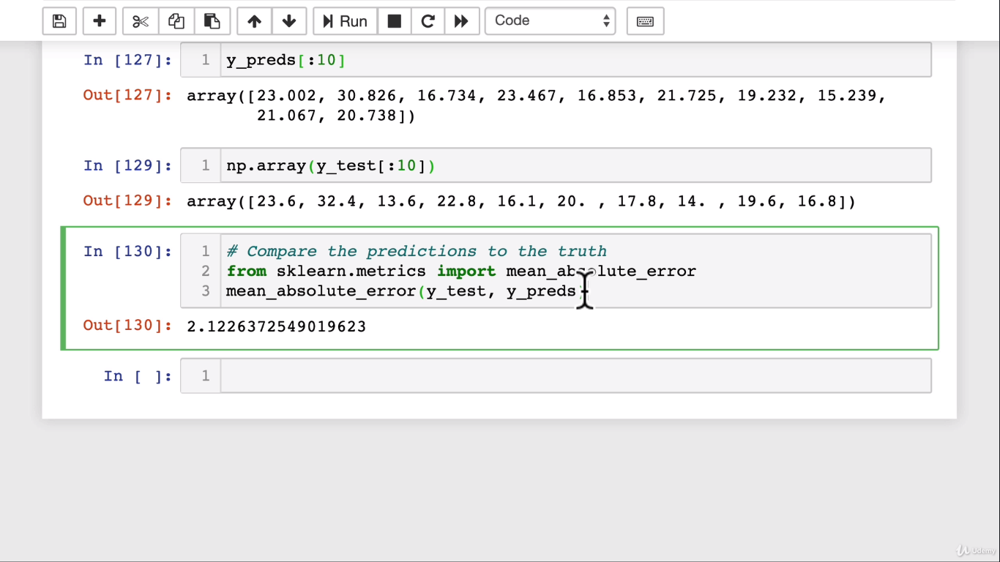 Run
Code
In [127]:
1
y_preds[:10]
Out[127]:
array([23.002, 30.826, 16.734, 23.467, 16.853, 21.725, 19.232, 15.239,
21.067, 20.738])
In [129]:
1
np.array(y_test[:10])
Out[129]:
array([23.6, 32.4, 13.6, 22.8, 16.1, 20. , 17.8, 14. , 19.6, 16.8])
In [130]:
1 # Compare the predictions to the truth
2 from sklearn.metrics import mean_absolute_error
3 mean_absolute_error(y_test, y_preds)
Out[130]:
2.1226372549019623
In [ ]:
1
Udemy